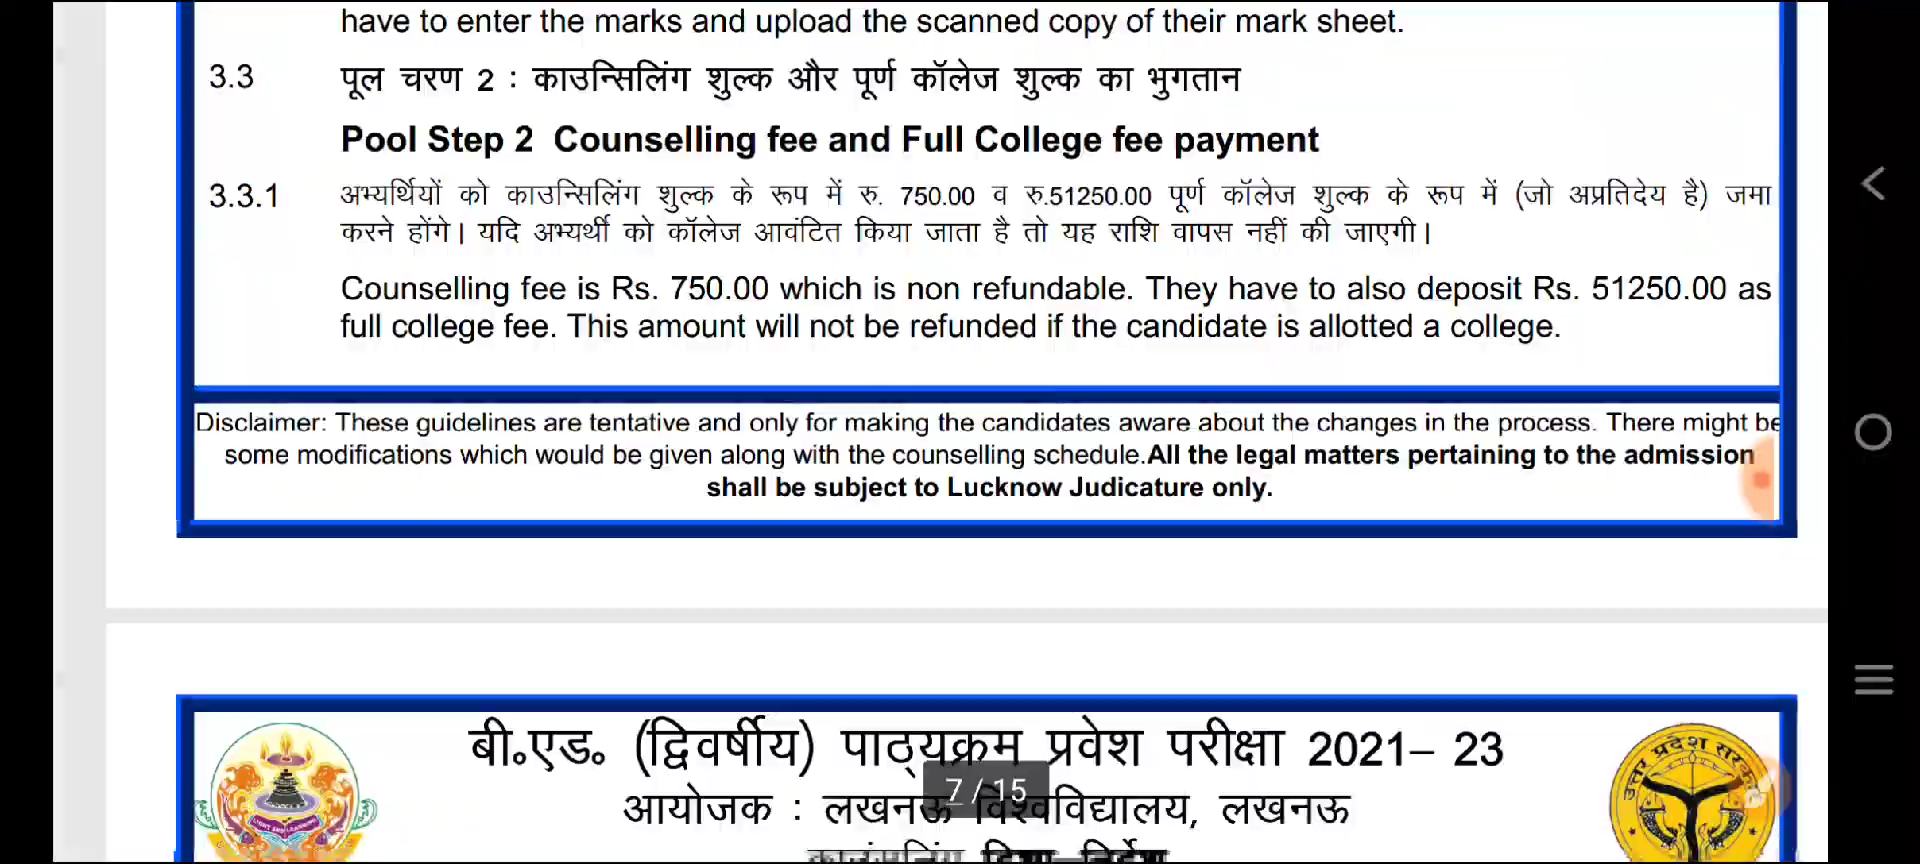 have to enter the marks and upload the scanned copy of their mark sheet.
3.3 पूल चरण 2 : काउन्सिलिंग शुल्क और पूर्ण कॉलेज शुल्क का भुगतान
Pool Step 2 Counselling fee and Full College fee payment
3.3.1 अभ्यर्थियों को काउन्सिलिंग शुल्क के रूप में रु. 750.00 व रु.51250.00 पूर्ण कॉलेज शुल्क के रूप में (जो अप्रतिदेय है) जमा
करने होंगे। यदि अभ्यर्थी को कॉलेज आवंटित किया जाता है तो यह राशि वापस नहीं की जाएगी।
Counselling fee is Rs. 750.00 which is non refundable. They have to also deposit Rs. 51250.00 as
full college fee. This amount will not be refunded if the candidate is allotted a college.
Disclaimer: These guidelines are tentative and only for making the candidates aware about the changes in the process. There might be
some modifications which would be given along with the counselling schedule.All the legal matters pertaining to the admission
shall be subject to Lucknow Judicature only.
बी०एड० (द्विवर्षीय) पाठ्यक्रम प्रवेश परीक्षा 2021– 23
7 / 15
आयोजक : लखनऊ विश्वविद्यालय, लखनऊ